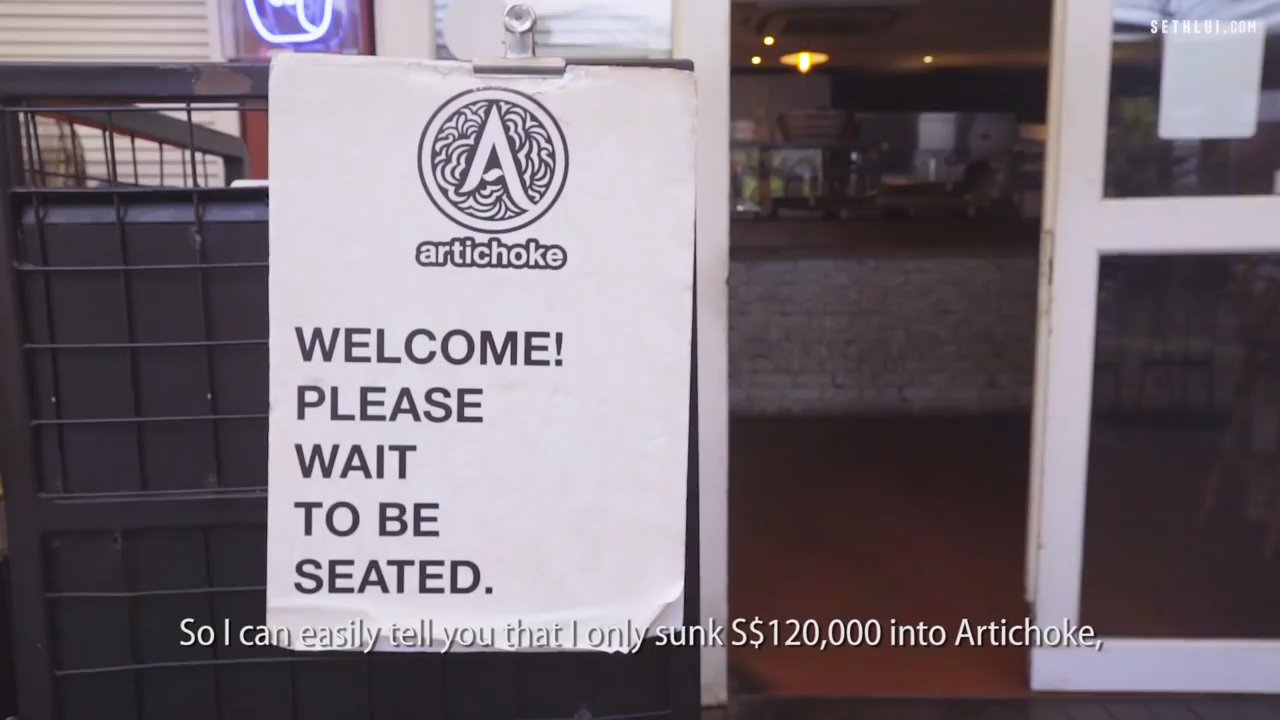 SETHLUI.COM
A
artichoke
WELCOME!
PLEASE
WAIT
TO BE
SEATED.
So I can easily tell you that I only sunk S$120,000 into Artichoke,